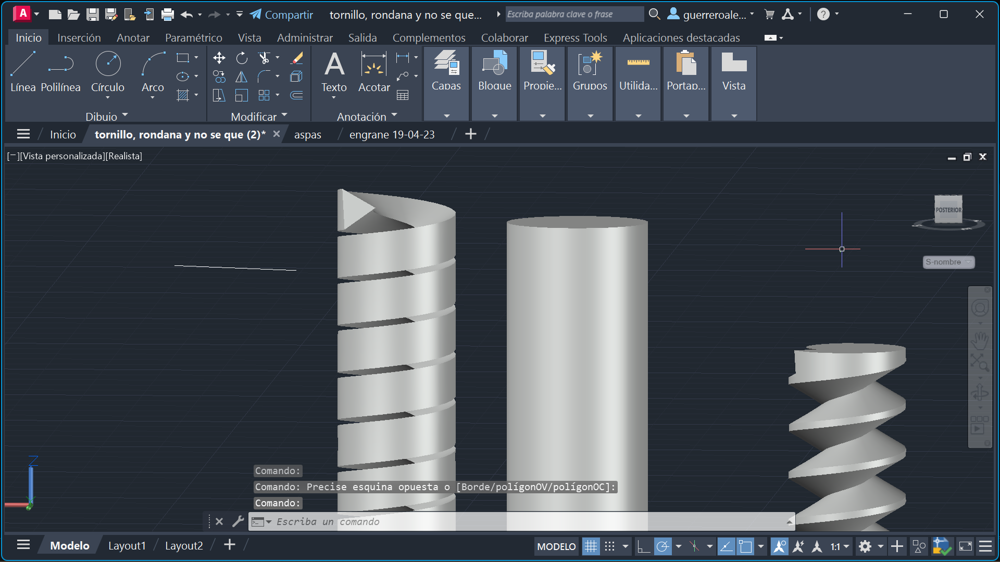 A
Compartir
tornillo, rondana y no se que...
Escriba palabra clave o frase
guerreroale...
Inicio Inserción Anotar Paramétrico Vista Administrar Salida Complementos Colaborar Express Tools Aplicaciones destacadas
Línea Polilínea Círculo Arco
A
Texto Acotar
Capas Bloque Propie... Grupos Utilida... Portap... Vista
Dibujo Modificar Anotación
Inicio tornillo, rondana y no se que (2)* aspas engrane 19-04-23
[−][Vista personalizada][Realista]
POSTERIOR
S-nombre
Z
Comando:
Comando: Precise esquina opuesta o [Borde/polígonOV/polígonOC]:
Comando:
Escriba un comando
Modelo Layout1 Layout2
MODELO 1:1